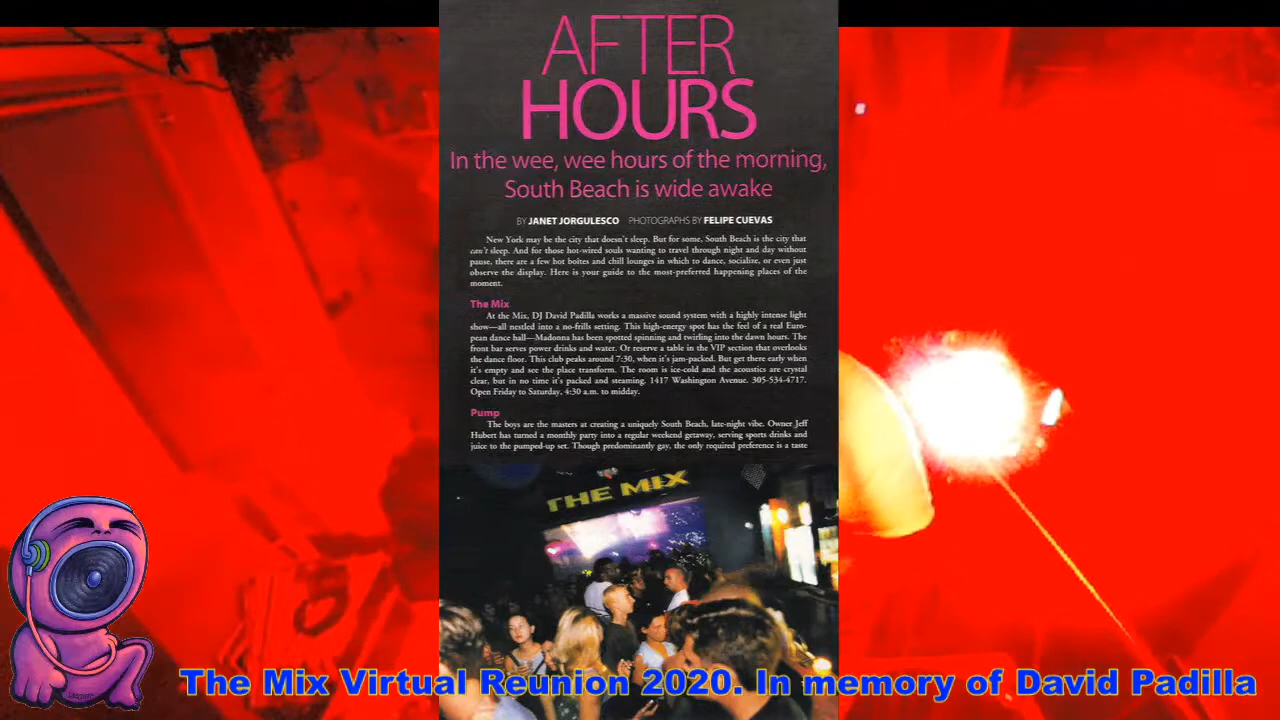 AFTER
HOURS
In the wee, wee hours of the morning,
South Beach is wide awake
BY JANET JORGULESCO PHOTOGRAPHS BY FELIPE CUEVAS
New York may be the city that doesn't sleep. But for some, South Beach is the city that
can't sleep. And for those hot-wired souls wanting to travel through night and day without
pause, there are a few hot boîtes and chill lounges in which to dance, socialize, or even just
observe the display. Here is your guide to the most-preferred happening places of the
moment.
The Mix
At the Mix, DJ David Padilla works a massive sound system with a highly intense light
show—all nestled into a no-frills setting. This high-energy spot has the feel of a real Euro-
pean dance hall—Madonna has been spotted spinning and twirling into the dawn hours. The
front bar serves power drinks and water. Or reserve a table in the VIP section that overlooks
the dance floor. This club peaks around 7:30, when it's jam-packed. But get there early when
it's empty and see the place transform. The room is ice-cold and the acoustics are crystal
clear, but in no time it's packed and steaming. 1417 Washington Avenue. 305-534-4717.
Open Friday to Saturday, 4:30 a.m. to midday.
Pump
The boys are the masters at creating a uniquely South Beach, late-night vibe. Owner Jeff
Hubert has turned a monthly party into a regular weekend getaway, serving sports drinks and
juice to the pumped-up set. Though predominantly gay, the only required preference is a taste
THE MIX
The Mix Virtual Reunion 2020. In memory of David Padilla